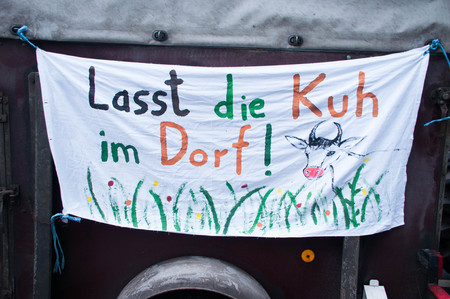 Lasst die Kuh
im Dorf!